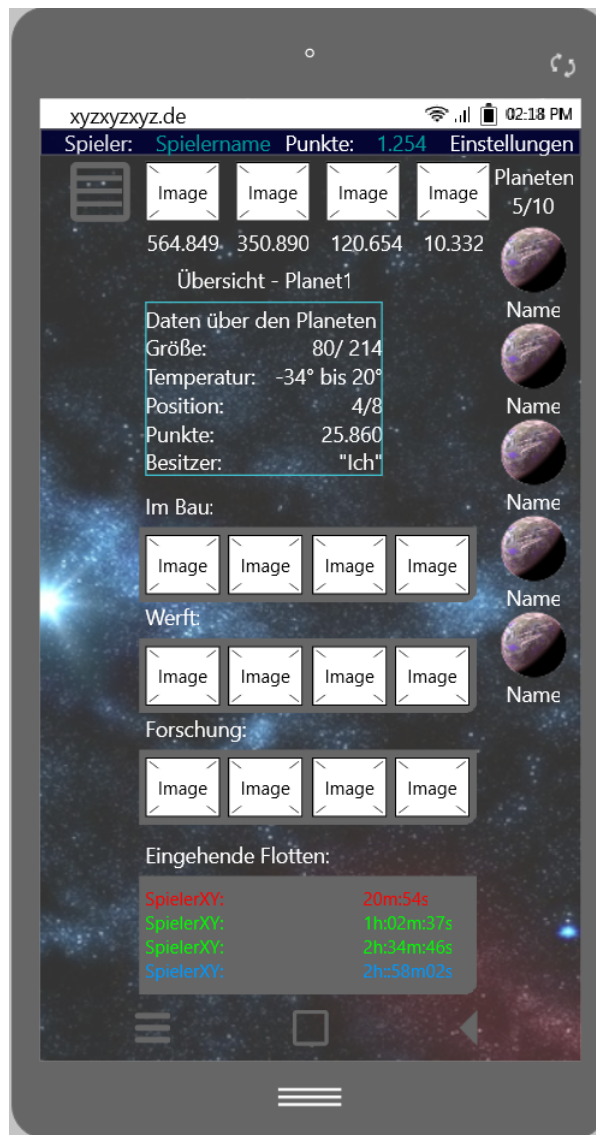 xyzxyzxyz.de 02:18 PM
Spieler: Spielername Punkte: 1.254 Einstellungen
Image Image Image Image Planeten
5/10
564.849 350.890 120.654 10.332
Übersicht - Planet1
Name
Daten über den Planeten
Größe: 80/ 214
Temperatur: -34° bis 20°
Position: 4/8
Name
Punkte: 25.860
Besitzer: "Ich"
Im Bau:
Name
Image Image Image Image
Name
Werft:
Image Image Image Image
Name
Forschung:
Image Image Image Image
Eingehende Flotten:
SpielerXY: 20m:54s
SpielerXY: 1h:02m:37s
SpielerXY: 2h:34m:46s
SpielerXY: 2h::58m02s